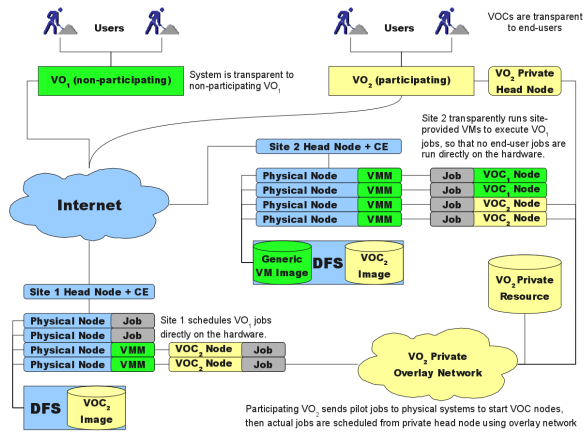 Users
Users
VOCs are transparent
to end-users
VO1 (non-participating)
System is transparent to
non-participating VO1
VO2 (participating)
VO2 Private
Head Node
Site 2 transparently runs site-
provided VMs to execute VO1
jobs, so that no end-user jobs are
run directly on the hardware.
Site 2 Head Node + CE
Physical Node VMM Job VOC1 Node
Physical Node VMM Job VOC1 Node
Physical Node VMM Job VOC2 Node
Physical Node VMM Job VOC2 Node
Internet
Generic
VM Image
DFS
VOC2
Image
VO2 Private
Resource
Site 1 Head Node + CE
Physical Node Job
Physical Node Job
Site 1 schedules VO1 jobs
directly on the hardware.
Physical Node VMM VOC2 Node Job
Physical Node VMM VOC2 Node Job
DFS
VOC2
Image
VO2 Private
Overlay Network
Participating VO2 sends pilot jobs to physical systems to start VOC nodes,
then actual jobs are scheduled from private head node using overlay network